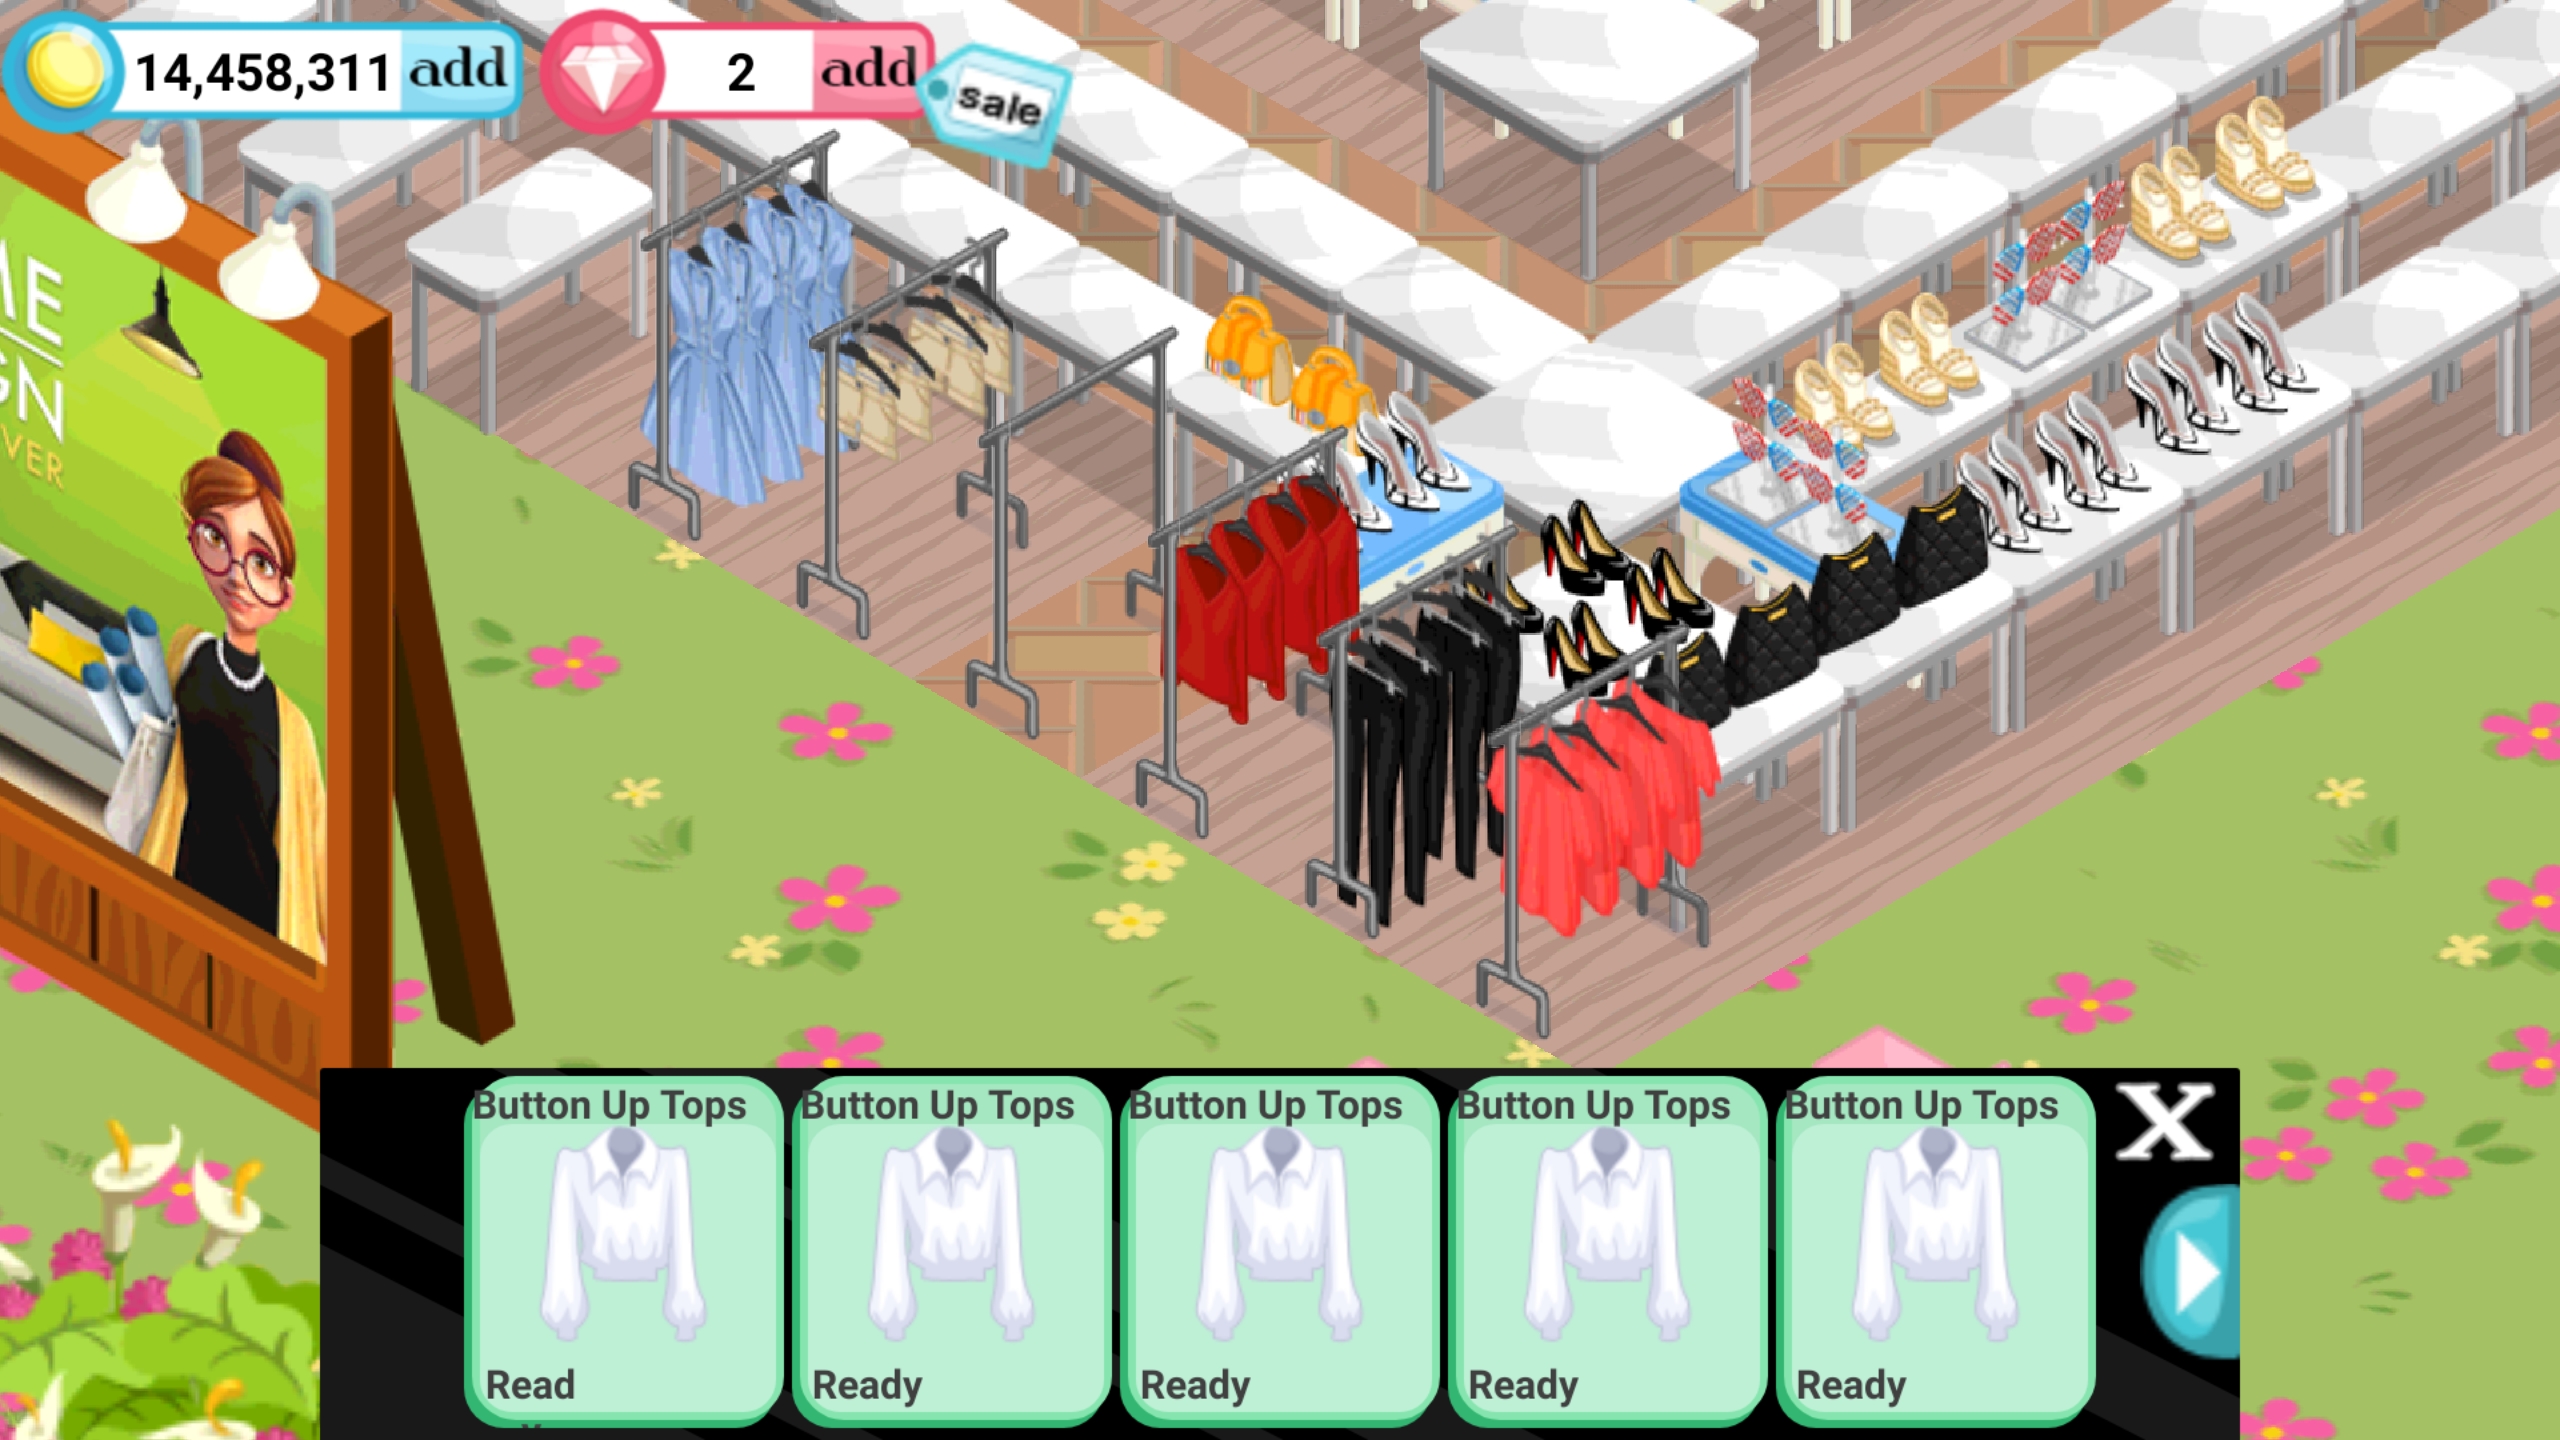 14,458,311 add
2 add
sale
ME
GN
VER
Button Up Tops
Read
y
Button Up Tops
Ready
Button Up Tops
Ready
Button Up Tops
Ready
Button Up Tops
Ready
X